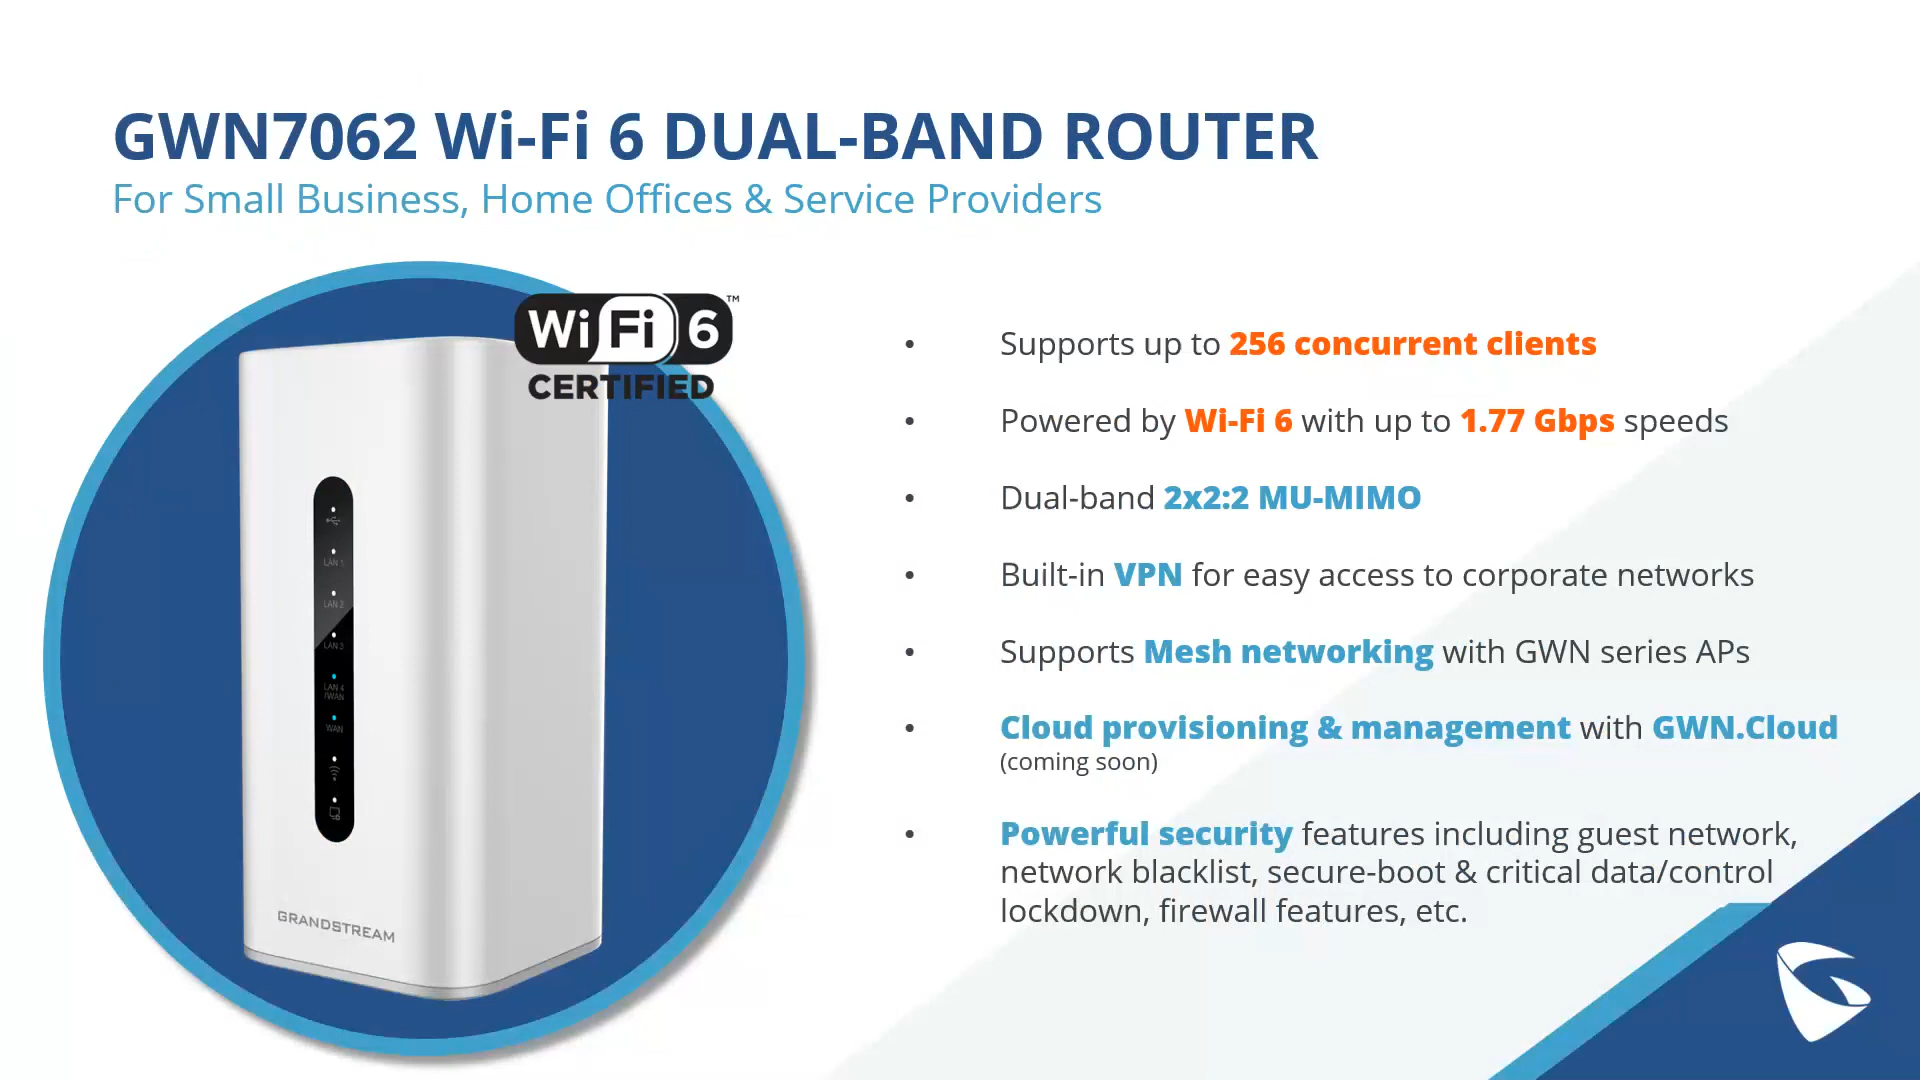 GWN7062 Wi-Fi 6 DUAL-BAND ROUTER
For Small Business, Home Offices & Service Providers
Wi Fi 6 ™
CERTIFIED
LAN 1
LAN 2
LAN 3
LAN 4
/WAN
WAN
GRANDSTREAM
• Supports up to 256 concurrent clients
• Powered by Wi-Fi 6 with up to 1.77 Gbps speeds
• Dual-band 2x2:2 MU-MIMO
• Built-in VPN for easy access to corporate networks
• Supports Mesh networking with GWN series APs
• Cloud provisioning & management with GWN.Cloud
(coming soon)
• Powerful security features including guest network,
network blacklist, secure-boot & critical data/control
lockdown, firewall features, etc.